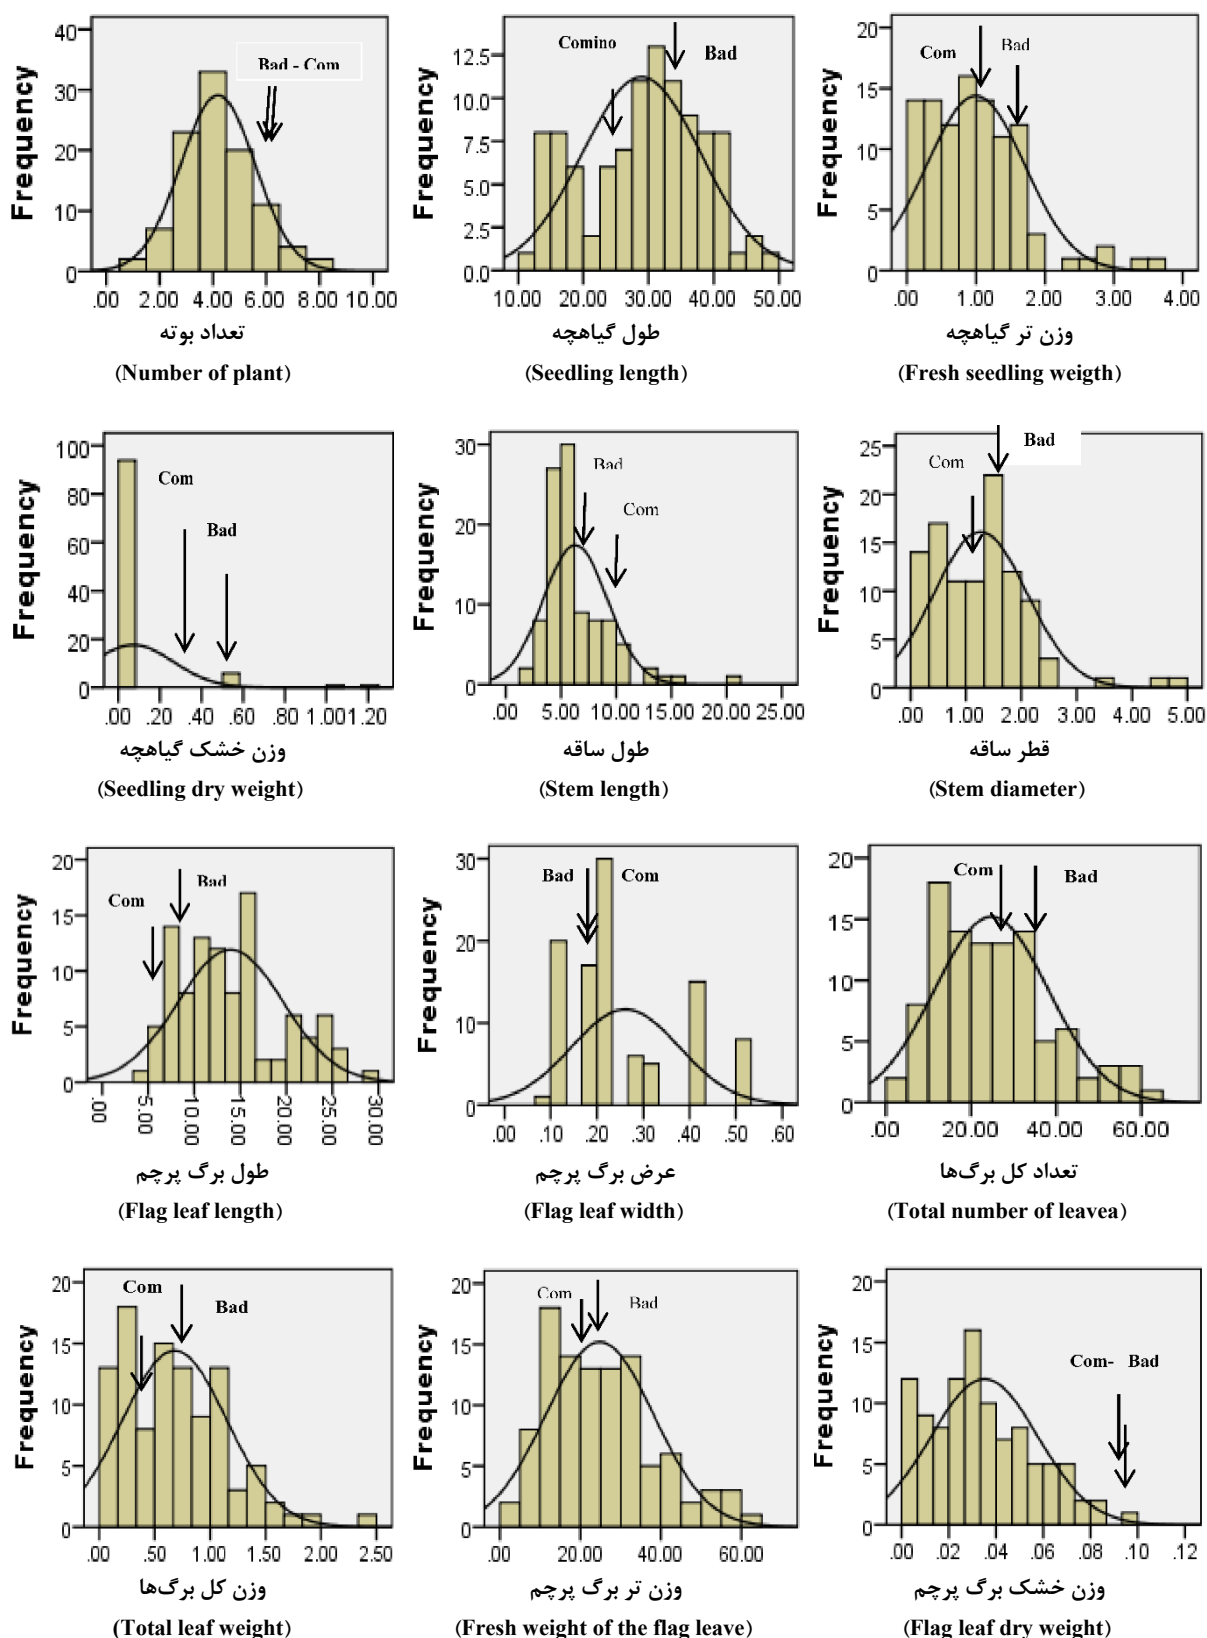 Frequency
40
30
20
10
0
Bad - Com
.00 2.00 4.00 6.00 8.00 10.00
تعداد بوته
(Number of plant)
Frequency
12.5
10.0
7.5
5.0
2.5
0.0
Comino
Bad
10.00 20.00 30.00 40.00 50.00
طول گیاهچه
(Seedling length)
Frequency
20
15
10
5
0
Com
Bad
.00 1.00 2.00 3.00 4.00
وزن تر گیاهچه
(Fresh seedling weigth)
Frequency
100
80
60
40
20
0
Com
Bad
.00 .20 .40 .60 .80 1.00 1.20
وزن خشک گیاهچه
(Seedling dry weight)
Frequency
30
20
10
0
Bad
Com
.00 5.00 10.00 15.00 20.00 25.00
طول ساقه
(Stem length)
Frequency
25
20
15
10
5
0
Com
Bad
.00 1.00 2.00 3.00 4.00 5.00
قطر ساقه
(Stem diameter)
Frequency
20
15
10
5
0
Com
Bad
.00 5.00 10.00 15.00 20.00 25.00 30.00
طول برگ پرچم
(Flag leaf length)
Frequency
30
20
10
0
Bad
Com
.00 .10 .20 .30 .40 .50 .60
عرض برگ پرچم
(Flag leaf width)
Frequency
20
15
10
5
0
Com
Bad
.00 20.00 40.00 60.00
تعداد کل برگ‌ها
(Total number of leavea)
Frequency
20
15
10
5
0
Com
Bad
.00 .50 1.00 1.50 2.00 2.50
وزن کل برگ‌ها
(Total leaf weight)
Frequency
20
15
10
5
0
Com
Bad
.00 20.00 40.00 60.00
وزن تر برگ پرچم
(Fresh weight of the flag leave)
Frequency
20
15
10
5
0
Com- Bad
.00 .02 .04 .06 .08 .10 .12
وزن خشک برگ پرچم
(Flag leaf dry weight)